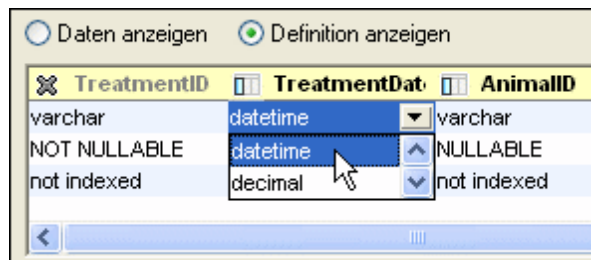 Daten anzeigen Definition anzeigen
TreatmentID TreatmentDat AnimalID
varchar datetime varchar
NOT NULLABLE datetime NULLABLE
not indexed decimal not indexed